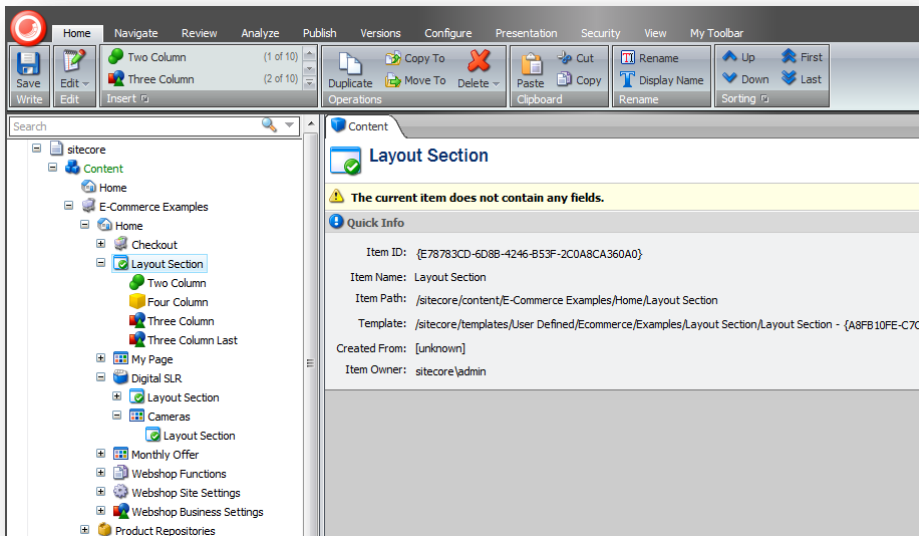 Home Navigate Review Analyze Publish Versions Configure Presentation Security View My Toolbar
Save
Write
Edit
Edit
Two Column (1 of 10)
Three Column (2 of 10)
Insert
Duplicate
Copy To
Move To
Delete
Operations
Paste
Cut
Copy
Clipboard
Rename
Display Name
Rename
Up First
Down Last
Sorting
Search
sitecore
Content
Home
E-Commerce Examples
Home
Checkout
Layout Section
Two Column
Four Column
Three Column
Three Column Last
My Page
Digital SLR
Layout Section
Cameras
Layout Section
Monthly Offer
Webshop Functions
Webshop Site Settings
Webshop Business Settings
Product Repositories
Content
Layout Section
The current item does not contain any fields.
Quick Info
Item ID: {E78783CD-6D8B-4246-B53F-2C0A8CA360A0}
Item Name: Layout Section
Item Path: /sitecore/content/E-Commerce Examples/Home/Layout Section
Template: /sitecore/templates/User Defined/Ecommerce/Examples/Layout Section/Layout Section - {A8FB10FE-C7C
Created From: [unknown]
Item Owner: sitecore\admin